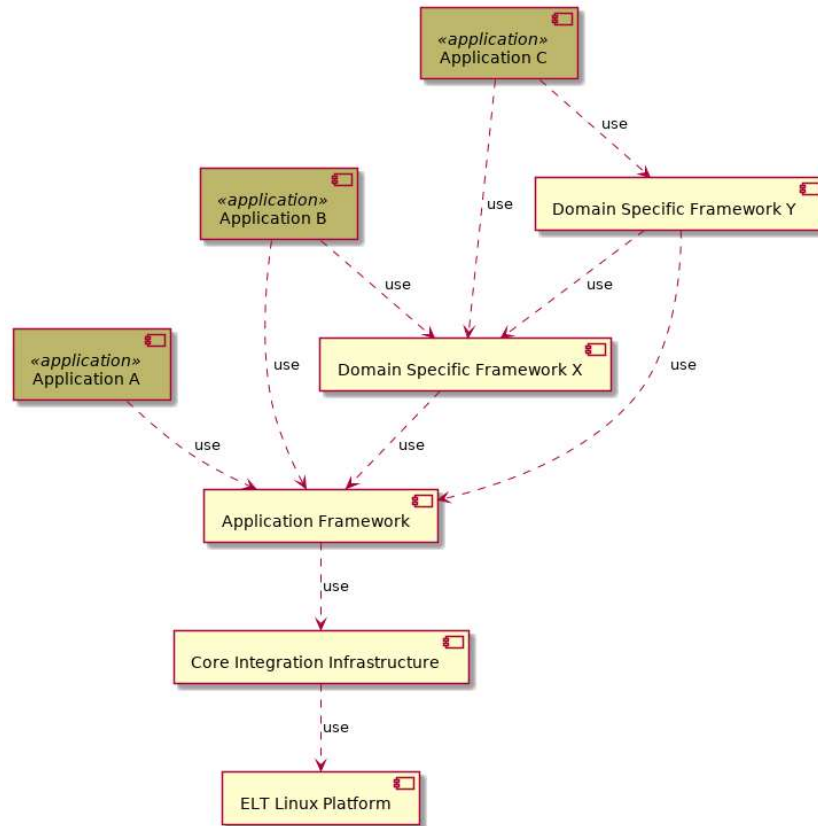 «application»
Application C
use
«application»
Application B
use
Domain Specific Framework Y
use
use
«application»
Application A
use
Domain Specific Framework X
use
use
use
Application Framework
use
Core Integration Infrastructure
use
ELT Linux Platform